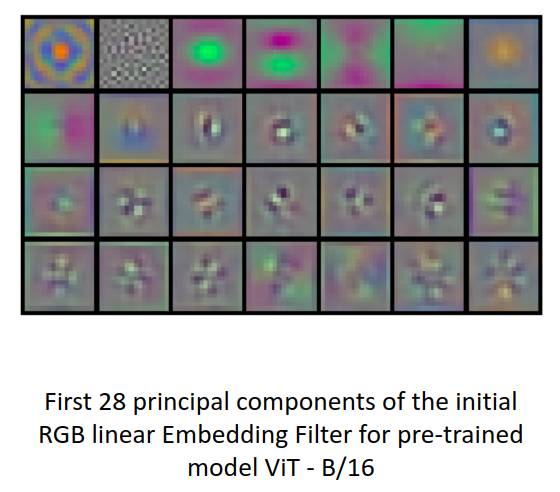 First 28 principal components of the initial
RGB linear Embedding Filter for pre-trained
model ViT - B/16